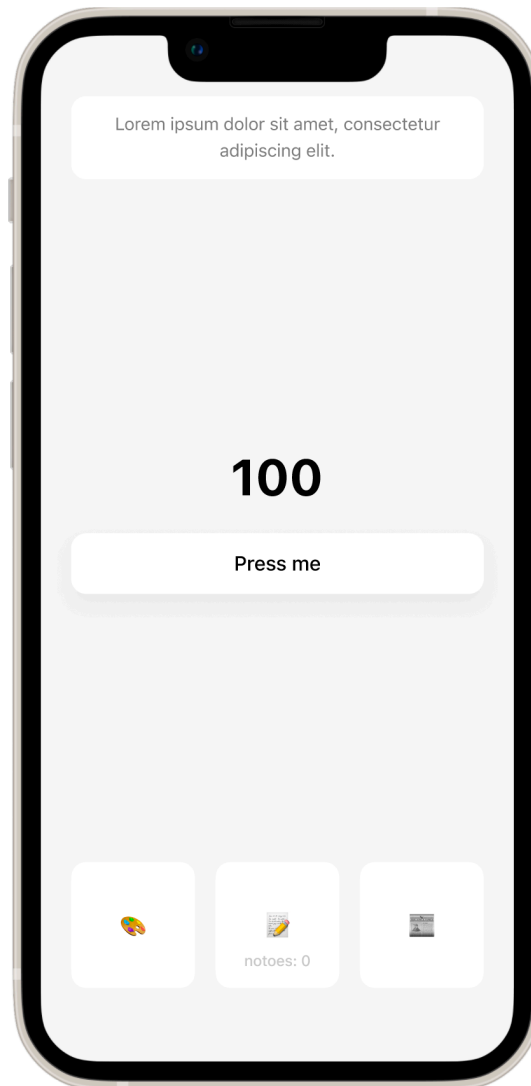 Lorem ipsum dolor sit amet, consectetur
adipiscing elit.
100
Press me
notoes: 0